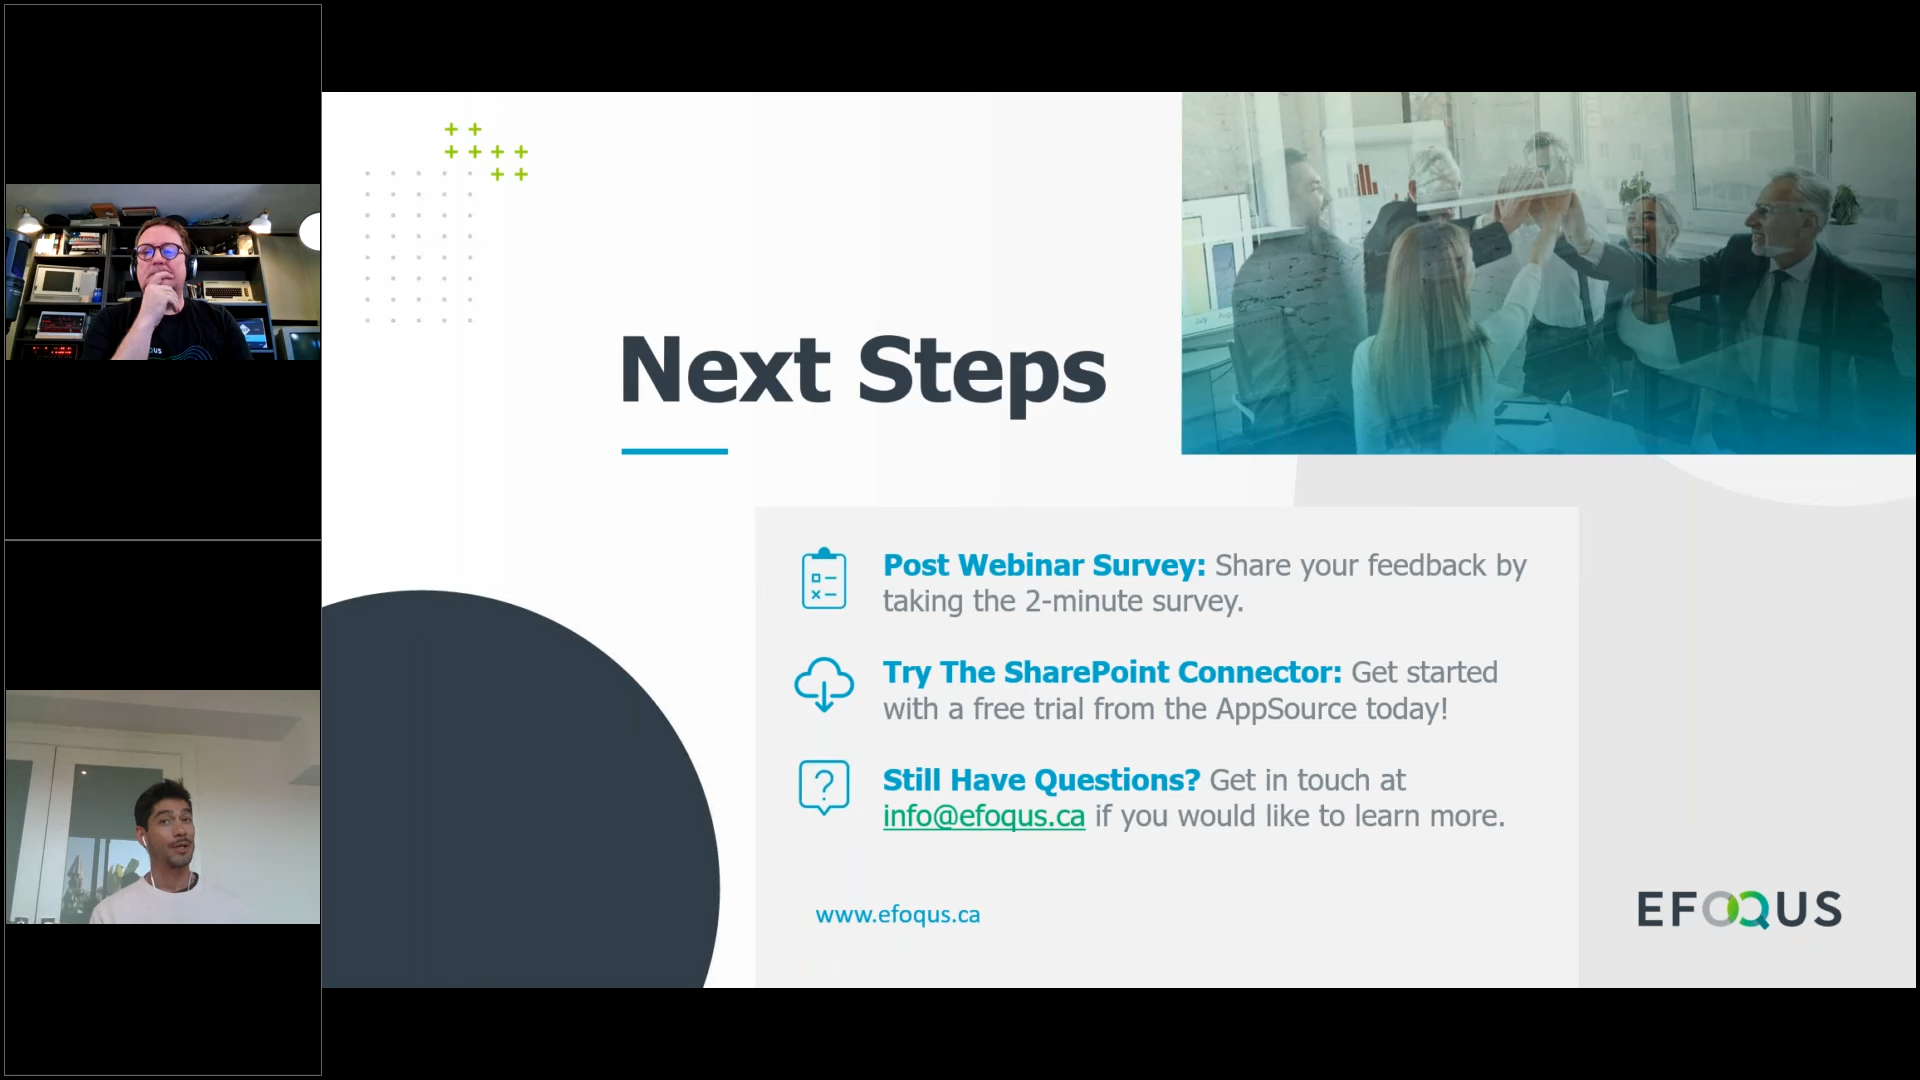 Next Steps
Post Webinar Survey: Share your feedback by
taking the 2-minute survey.
Try The SharePoint Connector: Get started
with a free trial from the AppSource today!
Still Have Questions? Get in touch at
info@efoqus.ca if you would like to learn more.
www.efoqus.ca
EFOQUS